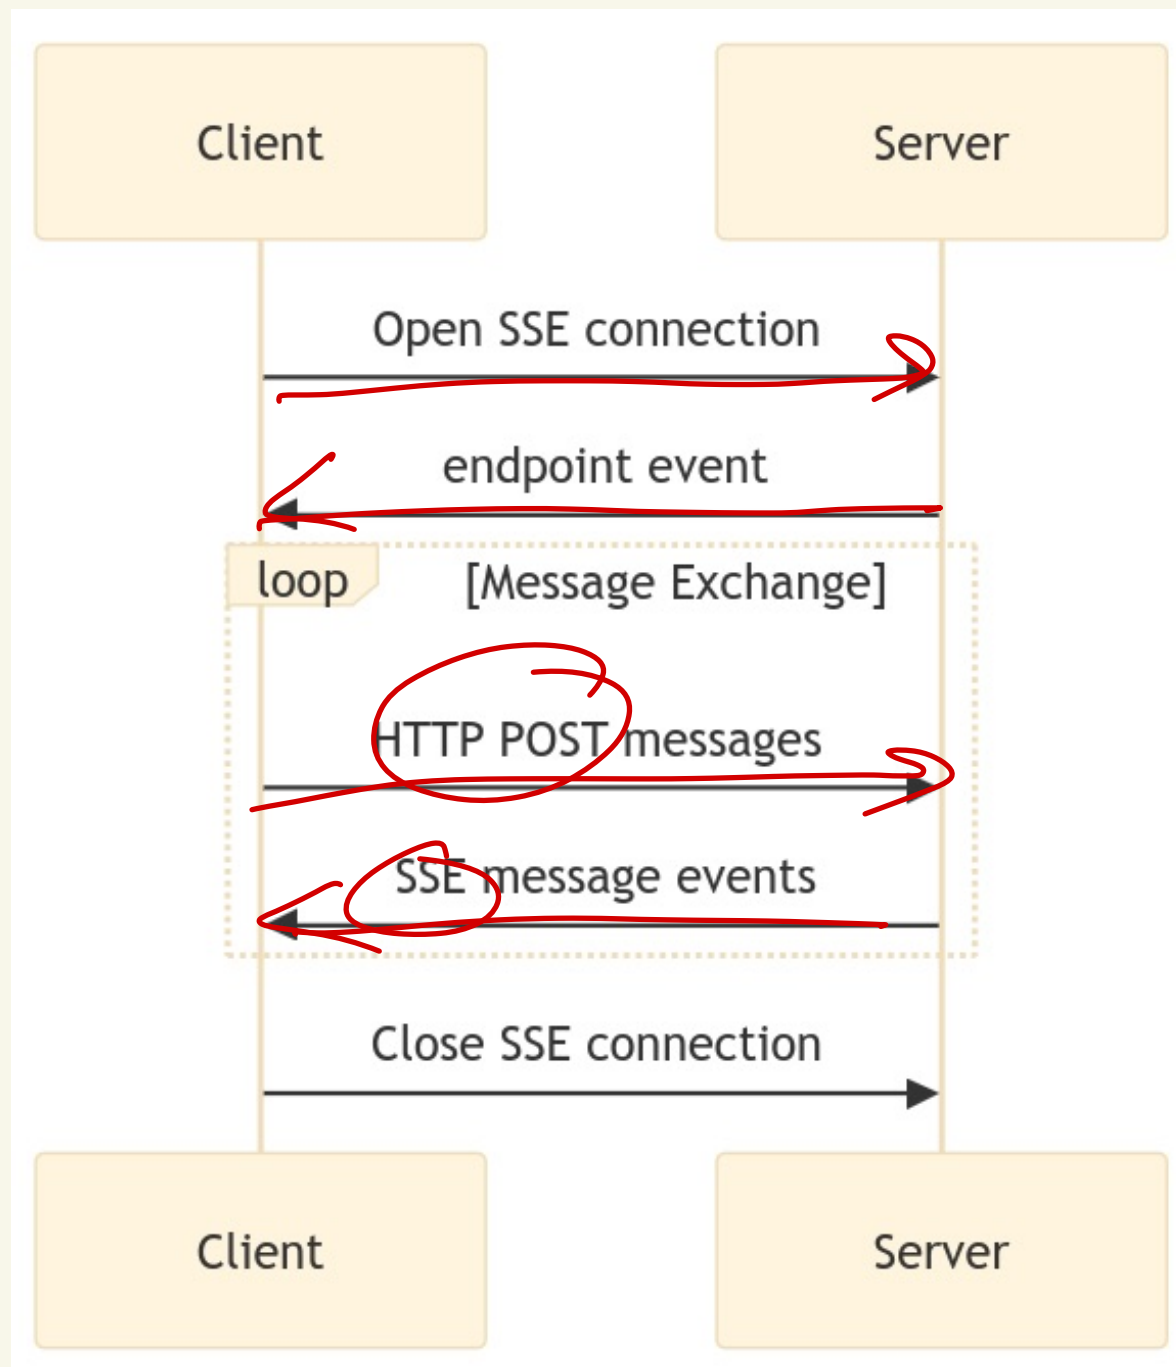 Client Server
Open SSE connection
endpoint event
loop [Message Exchange]
HTTP POST messages
SSE message events
Close SSE connection
Client Server